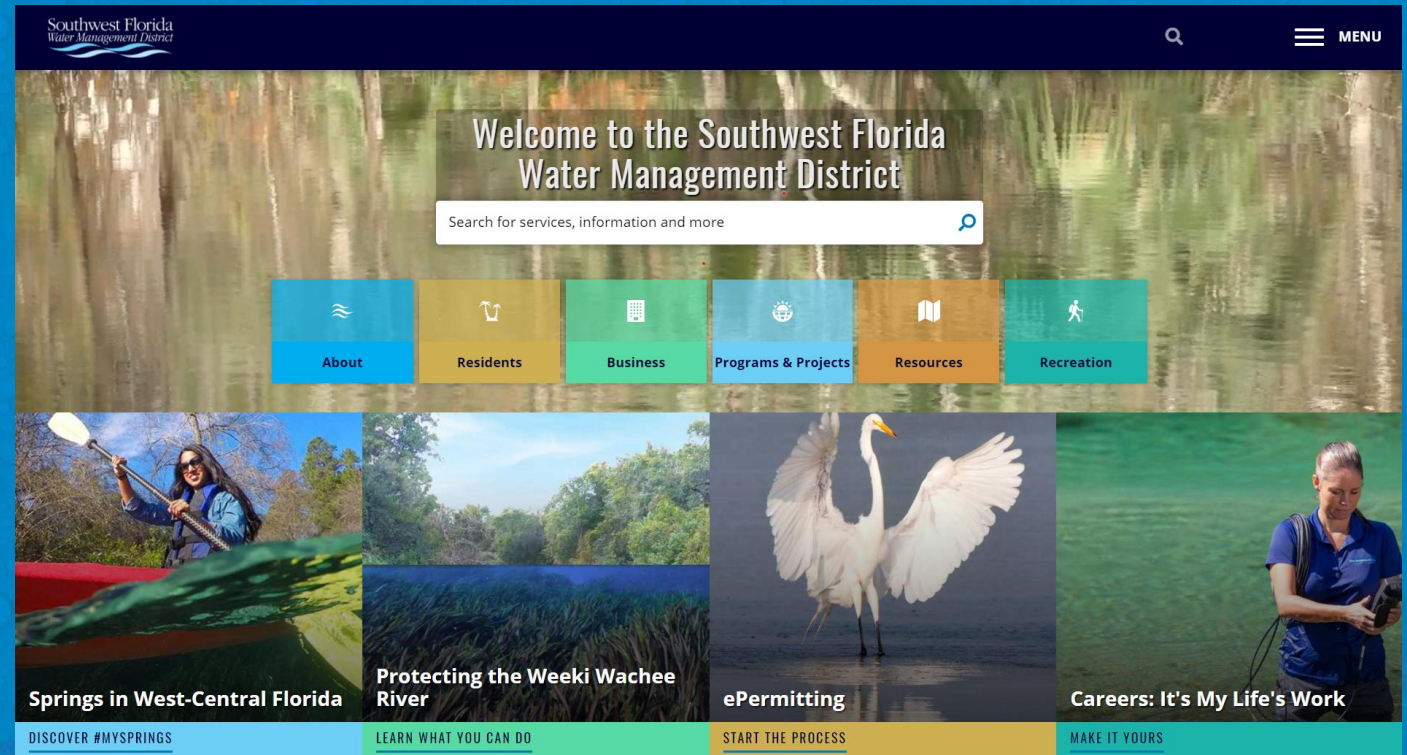 Southwest Florida
Water Management District
MENU
Welcome to the Southwest Florida
Water Management District
Search for services, information and more
About
Residents
Business
Programs & Projects
Resources
Recreation
Springs in West-Central Florida
Protecting the Weeki Wachee
River
ePermitting
Careers: It's My Life's Work
DISCOVER #MYSPRINGS
LEARN WHAT YOU CAN DO
START THE PROCESS
MAKE IT YOURS